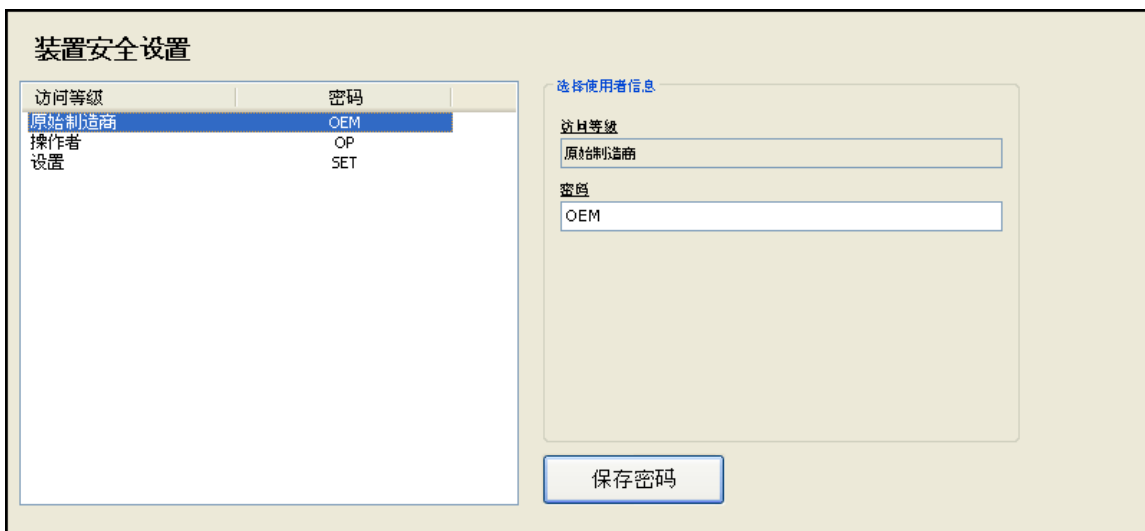 装置安全设置
访问等级 密码
原始制造商 OEM
操作者 OP
设置 SET
选择使用者信息
访问等级
原始制造商
密码
OEM
保存密码